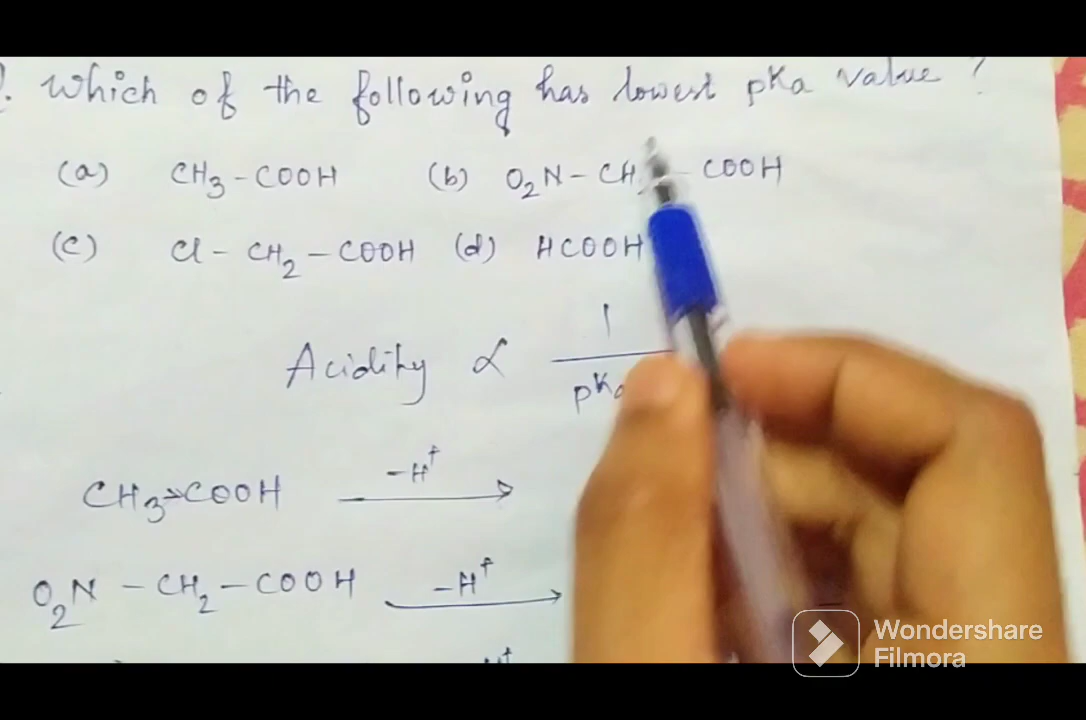 . Which of the following has lowest pKa value ?
(a) CH3-COOH (b) O2N-CH -COOH
(c) Cl-CH2-COOH (d) HCOOH
Acidity ∝ 1
pKa
CH3>COOH -H+
O2N-CH2-COOH -H+
Wondershare
Filmora